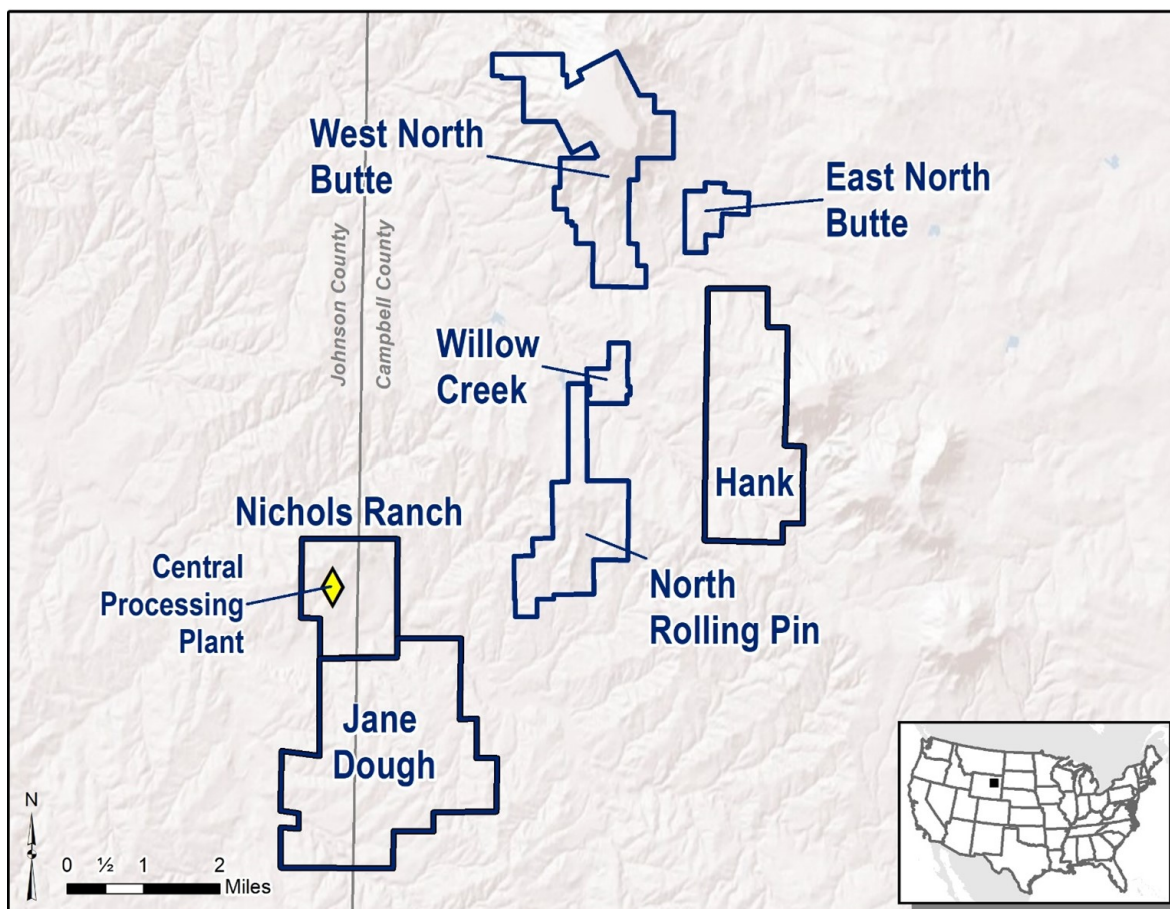 West North
Butte
East North
Butte
Johnson County
Campbell County
Willow
Creek
Hank
Nichols Ranch
Central
Processing
Plant
North
Rolling Pin
Jane
Dough
N
0 ½ 1 2
Miles